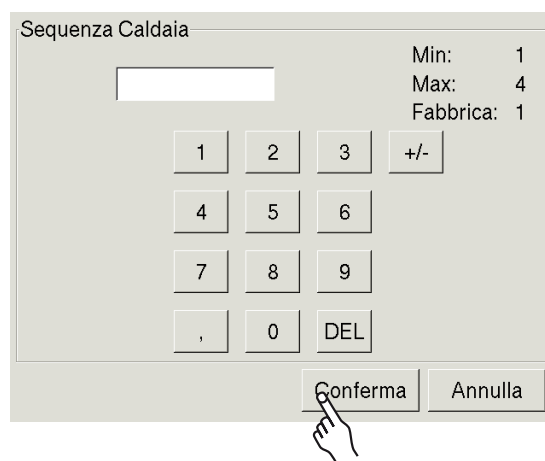 Sequenza Caldaia
Min: 1
Max: 4
Fabbrica: 1
1 2 3 +/-
4 5 6
7 8 9
, 0 DEL
Conferma Annulla